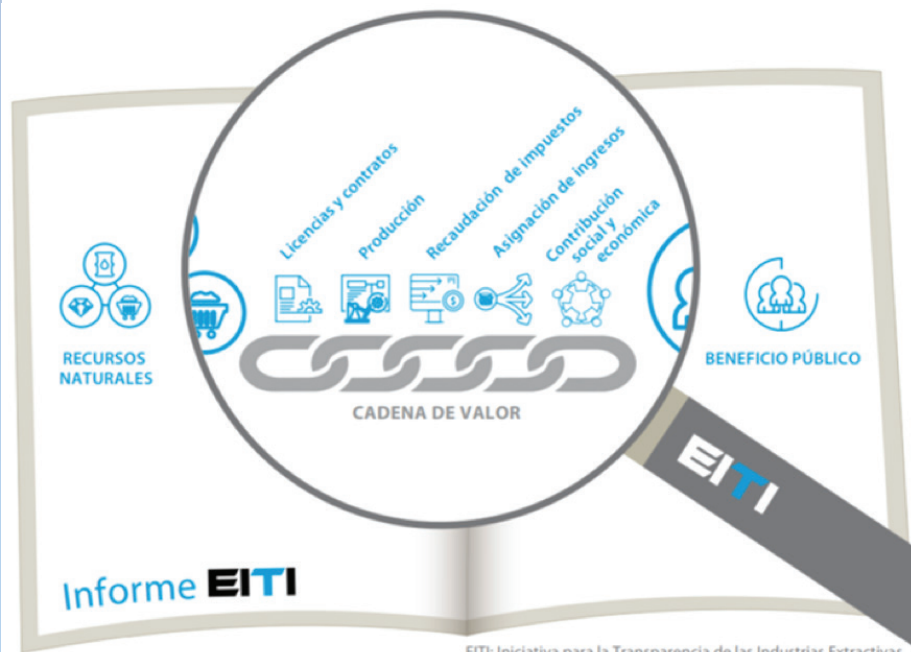 Licencias y contratos
Producción
Recaudación de impuestos
Asignación de ingresos
Contribución
social y
económica
RECURSOS
NATURALES
BENEFICIO PÚBLICO
CADENA DE VALOR
EITI
Informe EITI
EITI: Iniciativa para la Transparencia de las Industrias Extractivas